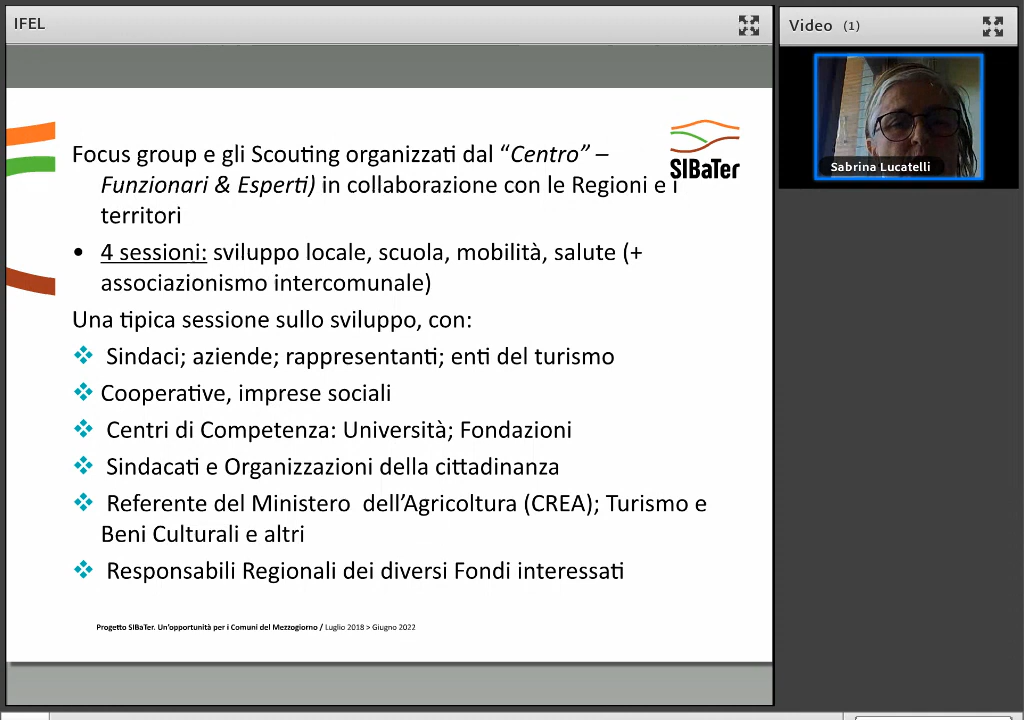 IFEL
Video (1)
Sabrina Lucatelli
SIBaTer
Focus group e gli Scouting organizzati dal “Centro” –
Funzionari & Esperti) in collaborazione con le Regioni e i
territori
• 4 sessioni: sviluppo locale, scuola, mobilità, salute (+
associazionismo intercomunale)
Una tipica sessione sullo sviluppo, con:
❖ Sindaci; aziende; rappresentanti; enti del turismo
❖ Cooperative, imprese sociali
❖ Centri di Competenza: Università; Fondazioni
❖ Sindacati e Organizzazioni della cittadinanza
❖ Referente del Ministero dell’Agricoltura (CREA); Turismo e
Beni Culturali e altri
❖ Responsabili Regionali dei diversi Fondi interessati
Progetto SIBaTer. Un'opportunità per i Comuni del Mezzogiorno / Luglio 2018 > Giugno 2022